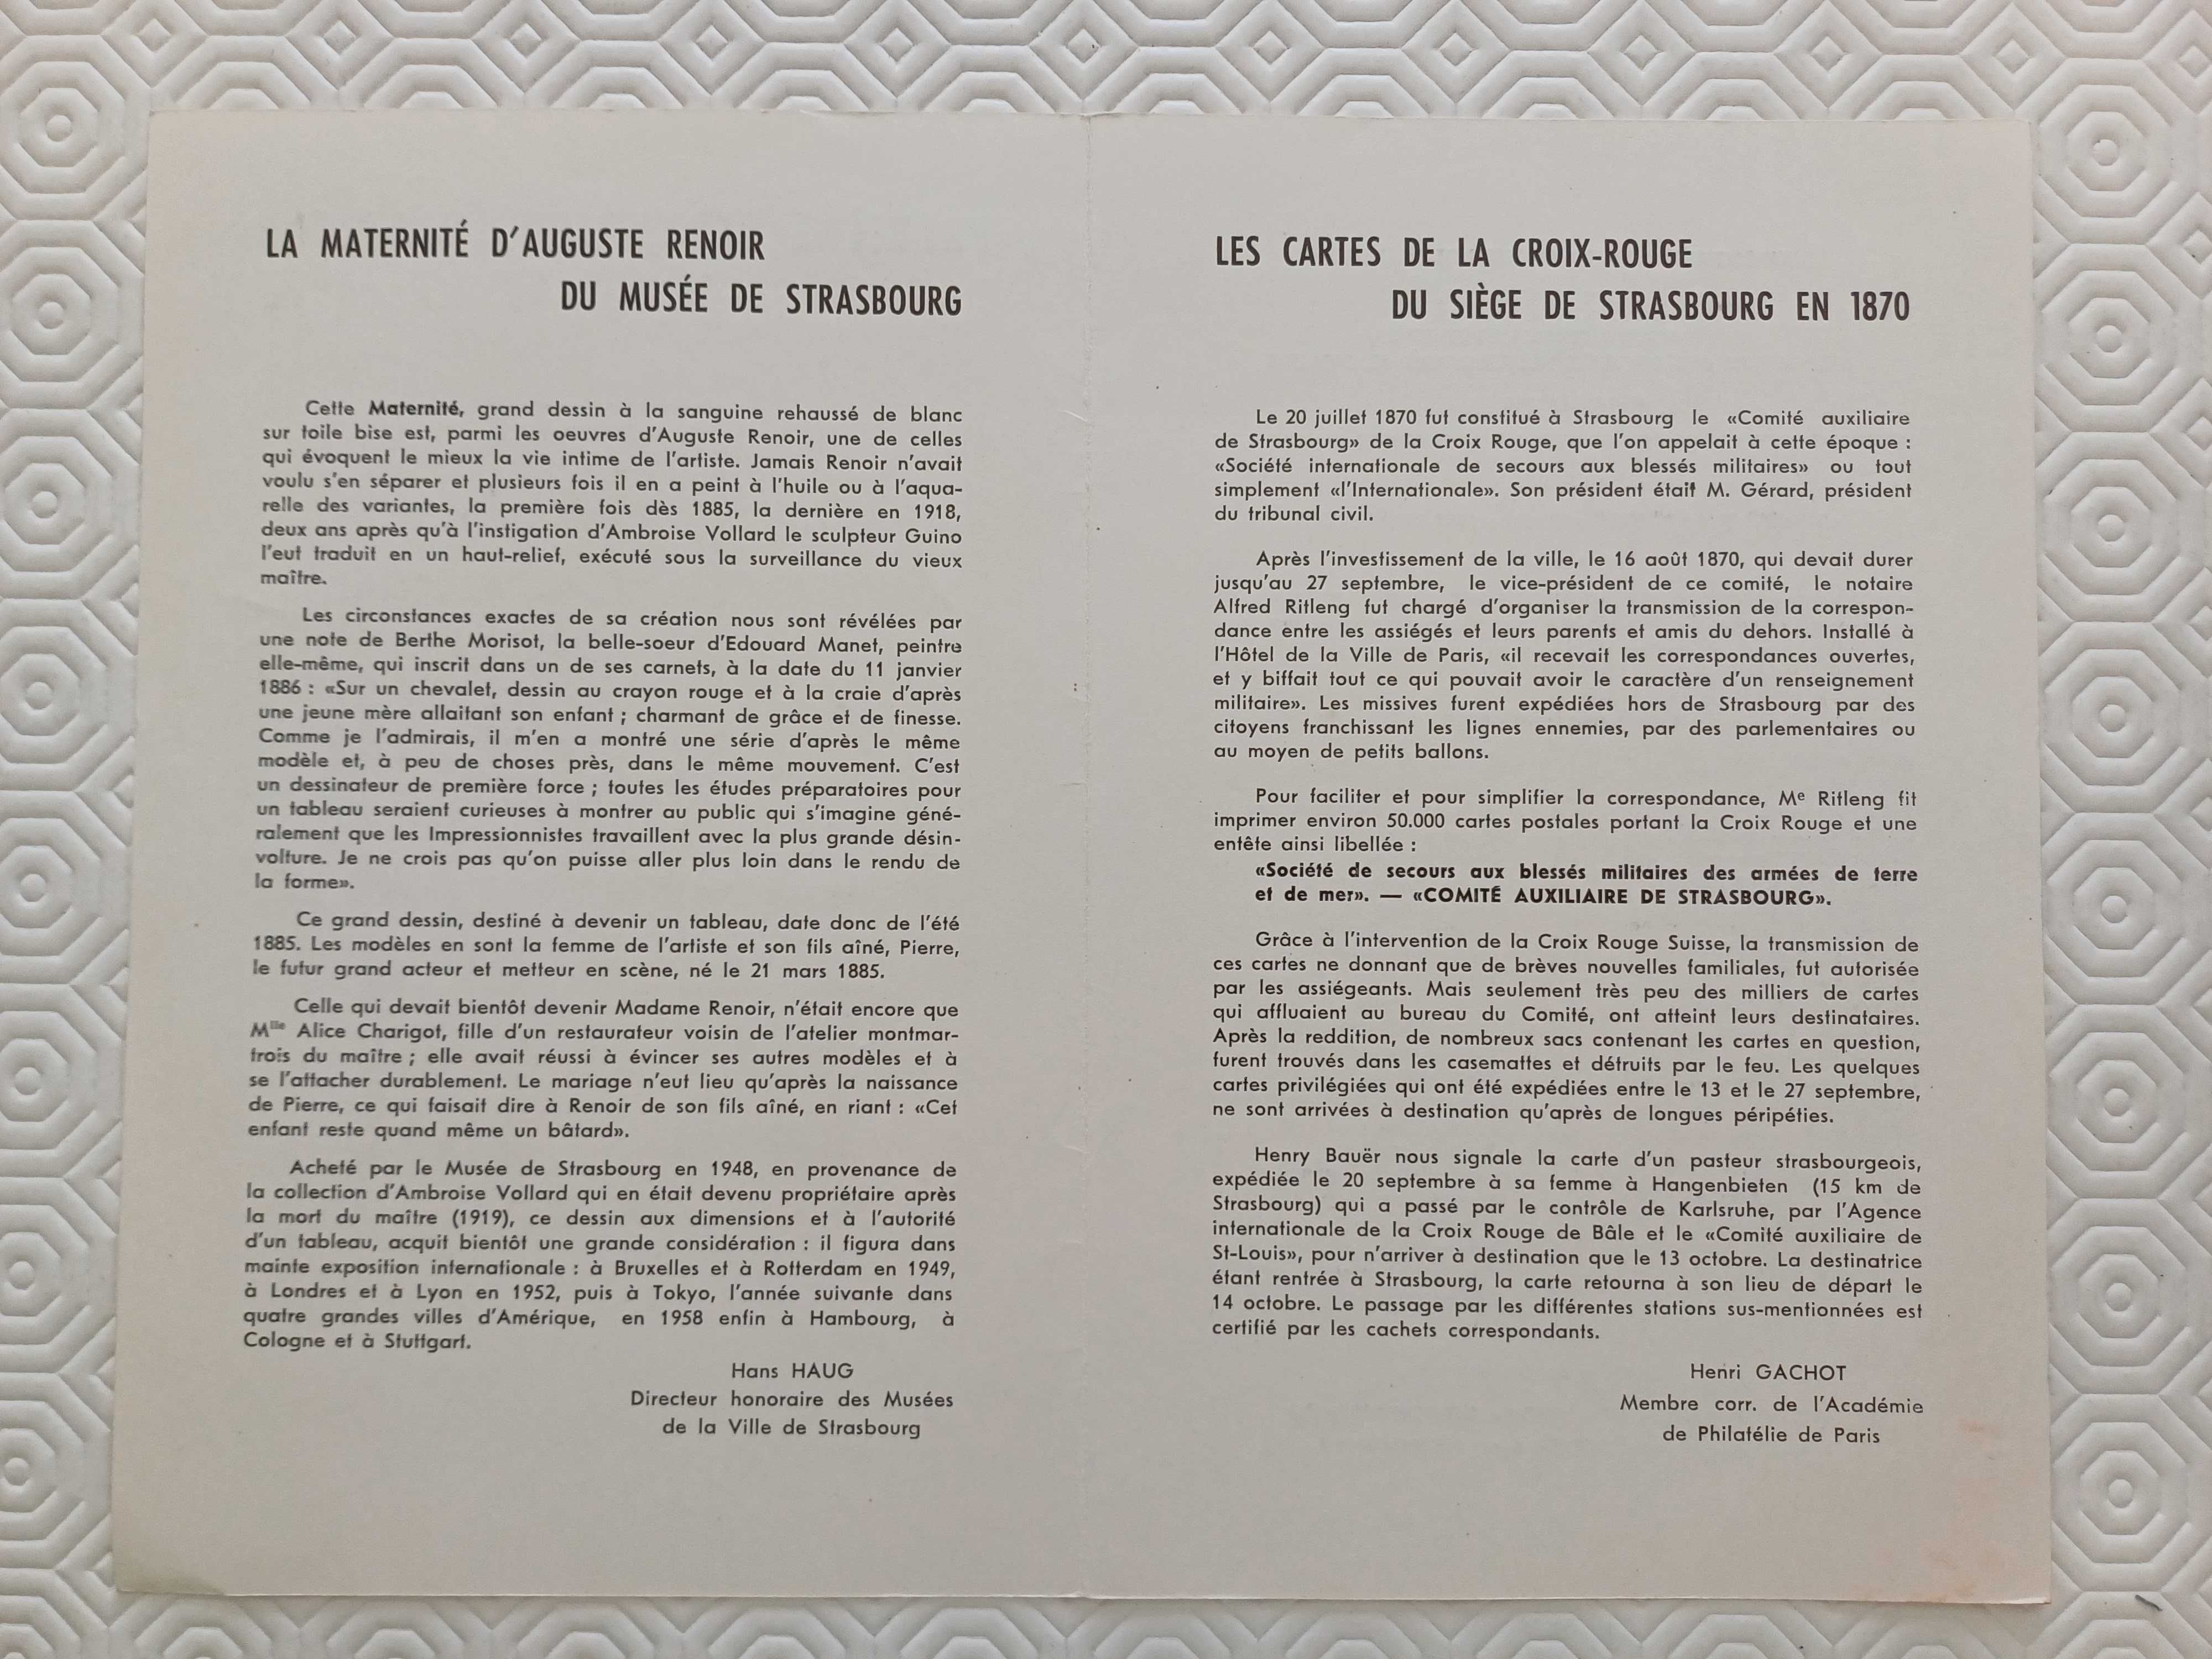 LA MATERNITÉ D'AUGUSTE RENOIR
DU MUSÉE DE STRASBOURG
Cette Maternité, grand dessin à la sanguine rehaussé de blanc
sur toile bise est, parmi les oeuvres d'Auguste Renoir, une de celles
qui évoquent le mieux la vie intime de l'artiste. Jamais Renoir n'avait
voulu s'en séparer et plusieurs fois il en a peint à l'huile ou à l'aqua-
relle des variantes, la première fois dès 1885, la dernière en 1918,
deux ans après qu'à l'instigation d'Ambroise Vollard le sculpteur Guino
l'eut traduit en un haut-relief, exécuté sous la surveillance du vieux
maître.
Les circonstances exactes de sa création nous sont révélées par
une note de Berthe Morisot, la belle-soeur d'Edouard Manet, peintre
elle-même, qui inscrit dans un de ses carnets, à la date du 11 janvier
1886 : «Sur un chevalet, dessin au crayon rouge et à la craie d'après
une jeune mère allaitant son enfant ; charmant de grâce et de finesse.
Comme je l'admirais, il m'en a montré une série d'après le même
modèle et, à peu de choses près, dans le même mouvement. C'est
un dessinateur de première force ; toutes les études préparatoires pour
un tableau seraient curieuses à montrer au public qui s'imagine géné-
ralement que les Impressionnistes travaillent avec la plus grande désin-
volture. Je ne crois pas qu'on puisse aller plus loin dans le rendu de
la forme».
Ce grand dessin, destiné à devenir un tableau, date donc de l'été
1885. Les modèles en sont la femme de l'artiste et son fils aîné, Pierre,
le futur grand acteur et metteur en scène, né le 21 mars 1885.
Celle qui devait bientôt devenir Madame Renoir, n'était encore que
Mlle Alice Charigot, fille d'un restaurateur voisin de l'atelier montmar-
trois du maître ; elle avait réussi à évincer ses autres modèles et à
se l'attacher durablement. Le mariage n'eut lieu qu'après la naissance
de Pierre, ce qui faisait dire à Renoir de son fils aîné, en riant : «Cet
enfant reste quand même un bâtard».
Acheté par le Musée de Strasbourg en 1948, en provenance de
la collection d'Ambroise Vollard qui en était devenu propriétaire après
la mort du maître (1919), ce dessin aux dimensions et à l'autorité
d'un tableau, acquit bientôt une grande considération : il figura dans
mainte exposition internationale : à Bruxelles et à Rotterdam en 1949,
à Londres et à Lyon en 1952, puis à Tokyo, l'année suivante dans
quatre grandes villes d'Amérique, en 1958 enfin à Hambourg, à
Cologne et à Stuttgart.
Hans HAUG
Directeur honoraire des Musées
de la Ville de Strasbourg
LES CARTES DE LA CROIX-ROUGE
DU SIÈGE DE STRASBOURG EN 1870
Le 20 juillet 1870 fut constitué à Strasbourg le «Comité auxiliaire
de Strasbourg» de la Croix Rouge, que l'on appelait à cette époque :
«Société internationale de secours aux blessés militaires» ou tout
simplement «l'Internationale». Son président était M. Gérard, président
du tribunal civil.
Après l'investissement de la ville, le 16 août 1870, qui devait durer
jusqu'au 27 septembre, le vice-président de ce comité, le notaire
Alfred Ritleng fut chargé d'organiser la transmission de la correspon-
dance entre les assiégés et leurs parents et amis du dehors. Installé à
l'Hôtel de la Ville de Paris, «il recevait les correspondances ouvertes,
et y biffait tout ce qui pouvait avoir le caractère d'un renseignement
militaire». Les missives furent expédiées hors de Strasbourg par des
citoyens franchissant les lignes ennemies, par des parlementaires ou
au moyen de petits ballons.
Pour faciliter et pour simplifier la correspondance, Me Ritleng fit
imprimer environ 50.000 cartes postales portant la Croix Rouge et une
entête ainsi libellée :
«Société de secours aux blessés militaires des armées de terre
et de mer». — «COMITÉ AUXILIAIRE DE STRASBOURG».
Grâce à l'intervention de la Croix Rouge Suisse, la transmission de
ces cartes ne donnant que de brèves nouvelles familiales, fut autorisée
par les assiégeants. Mais seulement très peu des milliers de cartes
qui affluaient au bureau du Comité, ont atteint leurs destinataires.
Après la reddition, de nombreux sacs contenant les cartes en question,
furent trouvés dans les casemattes et détruits par le feu. Les quelques
cartes privilégiées qui ont été expédiées entre le 13 et le 27 septembre,
ne sont arrivées à destination qu'après de longues péripéties.
Henry Bauër nous signale la carte d'un pasteur strasbourgeois,
expédiée le 20 septembre à sa femme à Hangenbieten (15 km de
Strasbourg) qui a passé par le contrôle de Karlsruhe, par l'Agence
internationale de la Croix Rouge de Bâle et le «Comité auxiliaire de
St-Louis», pour n'arriver à destination que le 13 octobre. La destinatrice
étant rentrée à Strasbourg, la carte retourna à son lieu de départ le
14 octobre. Le passage par les différentes stations sus-mentionnées est
certifié par les cachets correspondants.
Henri GACHOT
Membre corr. de l'Académie
de Philatélie de Paris